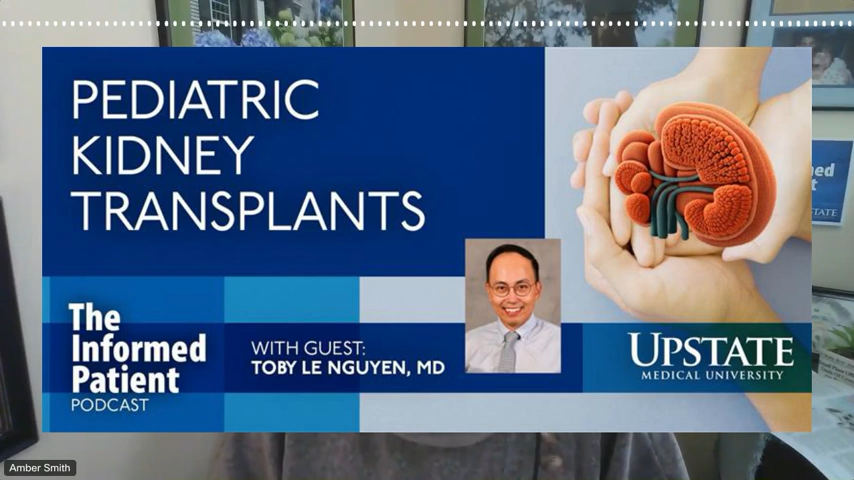 PEDIATRIC
KIDNEY
TRANSPLANTS
The
Informed
Patient
PODCAST
WITH GUEST:
TOBY LE NGUYEN, MD
UPSTATE
MEDICAL UNIVERSITY
Amber Smith